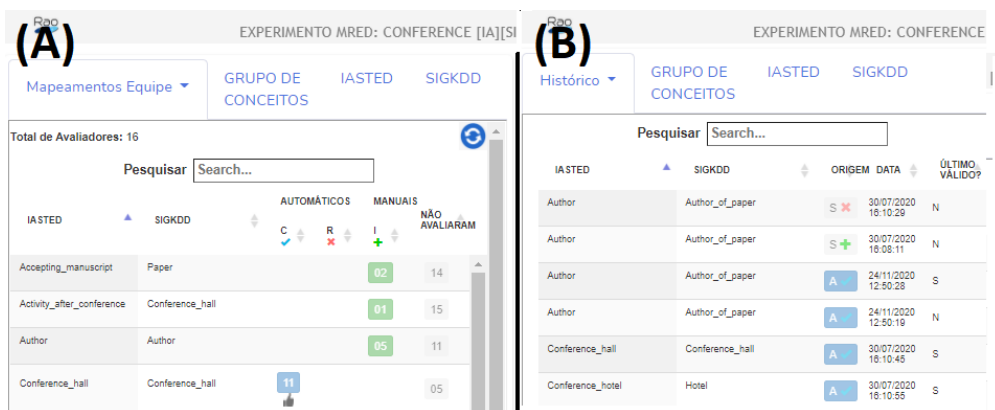 (A)
Rao
EXPERIMENTO MRED: CONFERENCE [IA][SI
Mapeamentos Equipe
GRUPO DE
CONCEITOS
IASTED
SIGKDD
Total de Avaliadores: 16
Pesquisar Search...
AUTOMÁTICOS MANUAIS
IASTED SIGKDD C R I NÃO
AVALIARAM
Accepting_manuscript Paper 02 14
Activity_after_conference Conference_hall 01 15
Author Author 05 11
Conference_hall Conference_hall 11 05
(B)
Rao
EXPERIMENTO MRED: CONFERENCE
Histórico
GRUPO DE
CONCEITOS
IASTED
SIGKDD
Pesquisar Search...
IASTED SIGKDD ORIGEM DATA ÚLTIMO
VÁLIDO?
Author Author_of_paper S 30/07/2020
16:10:29 N
Author Author_of_paper S 30/07/2020
16:08:11 N
Author Author_of_paper A 24/11/2020
12:50:28 S
Author Author_of_paper A 24/11/2020
12:50:19 N
Conference_hall Conference_hall A 30/07/2020
16:10:45 S
Conference_hotel Hotel A 30/07/2020
16:10:55 S